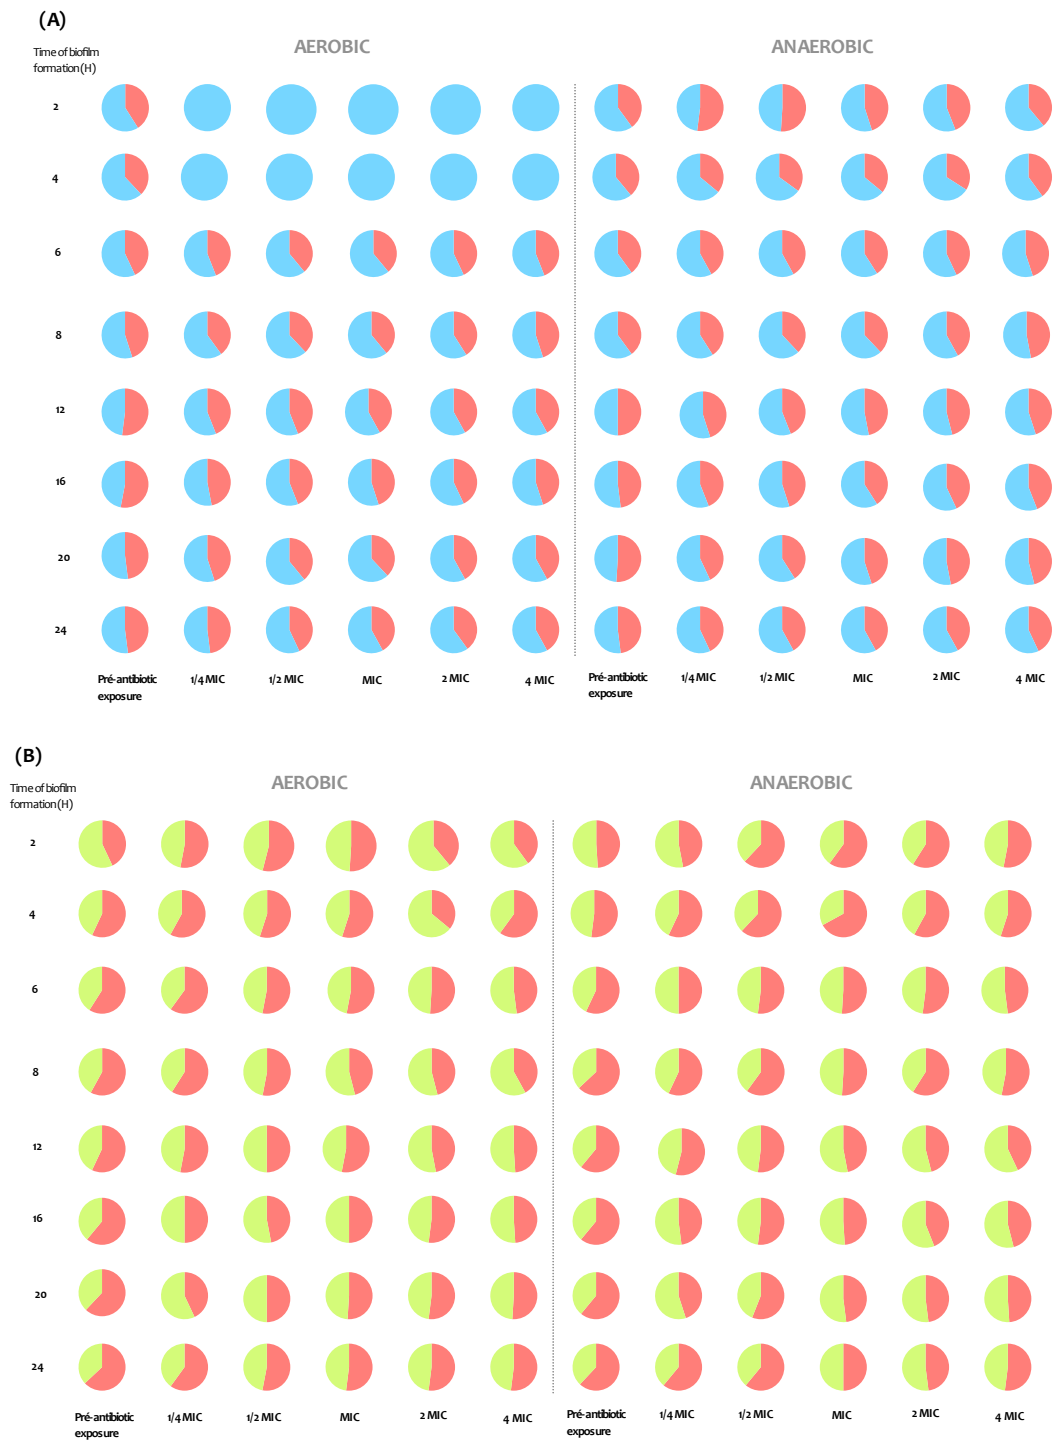 (A)
Time of biofilm
formation (H)
AEROBIC
ANAEROBIC
2
4
6
8
12
16
20
24
Pré-antibiotic
exposure
1/4 MIC
1/2 MIC
MIC
2 MIC
4 MIC
Pré-antibiotic
exposure
1/4 MIC
1/2 MIC
MIC
2 MIC
4 MIC
(B)
Time of biofilm
formation (H)
AEROBIC
ANAEROBIC
2
4
6
8
12
16
20
24
Pré-antibiotic
exposure
1/4 MIC
1/2 MIC
MIC
2 MIC
4 MIC
Pré-antibiotic
exposure
1/4 MIC
1/2 MIC
MIC
2 MIC
4 MIC